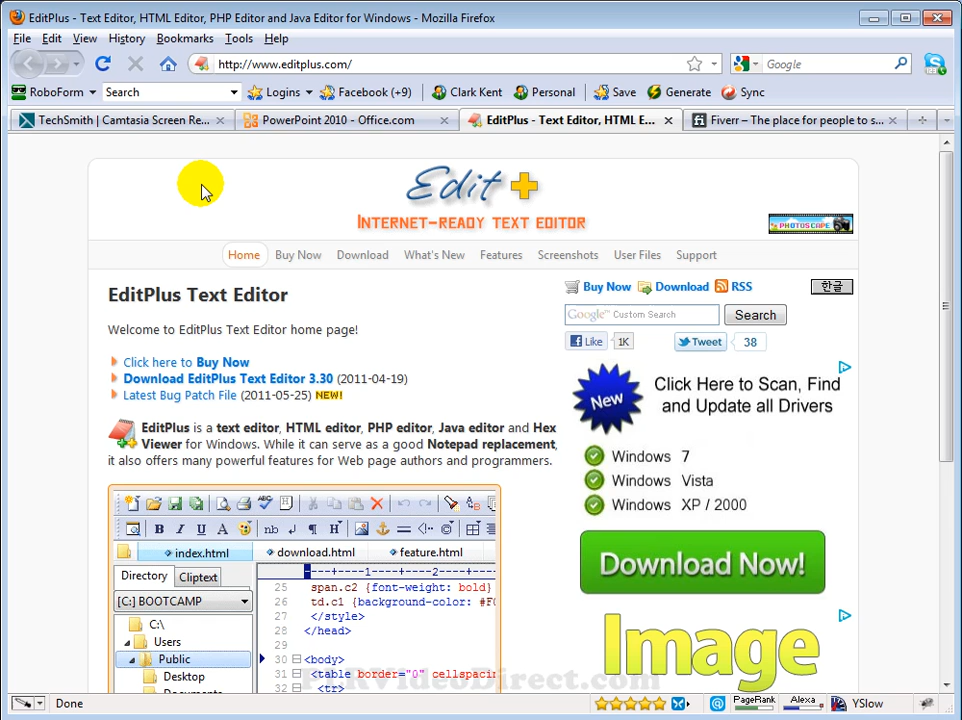 EditPlus - Text Editor, HTML Editor, PHP Editor and Java Editor for Windows - Mozilla Firefox
File Edit View History Bookmarks Tools Help
http://www.editplus.com/
Google
RoboForm Search Logins Facebook (+9) Clark Kent Personal Save Generate Sync
TechSmith | Camtasia Screen Re... PowerPoint 2010 - Office.com EditPlus - Text Editor, HTML E... Fiverr – The place for people to s...
Edit +
INTERNET-READY TEXT EDITOR
PHOTOSCAPE
Home Buy Now Download What's New Features Screenshots User Files Support
EditPlus Text Editor
Buy Now Download RSS 한글
Google™ Custom Search Search
Welcome to EditPlus Text Editor home page!
Like 1K Tweet 38
Click here to Buy Now
Download EditPlus Text Editor 3.30 (2011-04-19)
Latest Bug Patch File (2011-05-25) NEW!
EditPlus is a text editor, HTML editor, PHP editor, Java editor and Hex
Viewer for Windows. While it can serve as a good Notepad replacement,
it also offers many powerful features for Web page authors and programmers.
New
Click Here to Scan, Find
and Update all Drivers
Windows 7
Windows Vista
Windows XP / 2000
Download Now!
Image
B I U A nb H
index.html download.html feature.html
Directory Cliptext
----+----1----+----2----+-
[C:] BOOTCAMP
C:\
Users
Public
Desktop
25 span.c2 {font-weight: bold}
26 td.c1 {background-color: #F
27 </style>
28 </head>
29
30 <body>
31 <table border="0" cellspacin
32 <tr>
VideoDirect.com
Done
PageRank Alexa YSlow